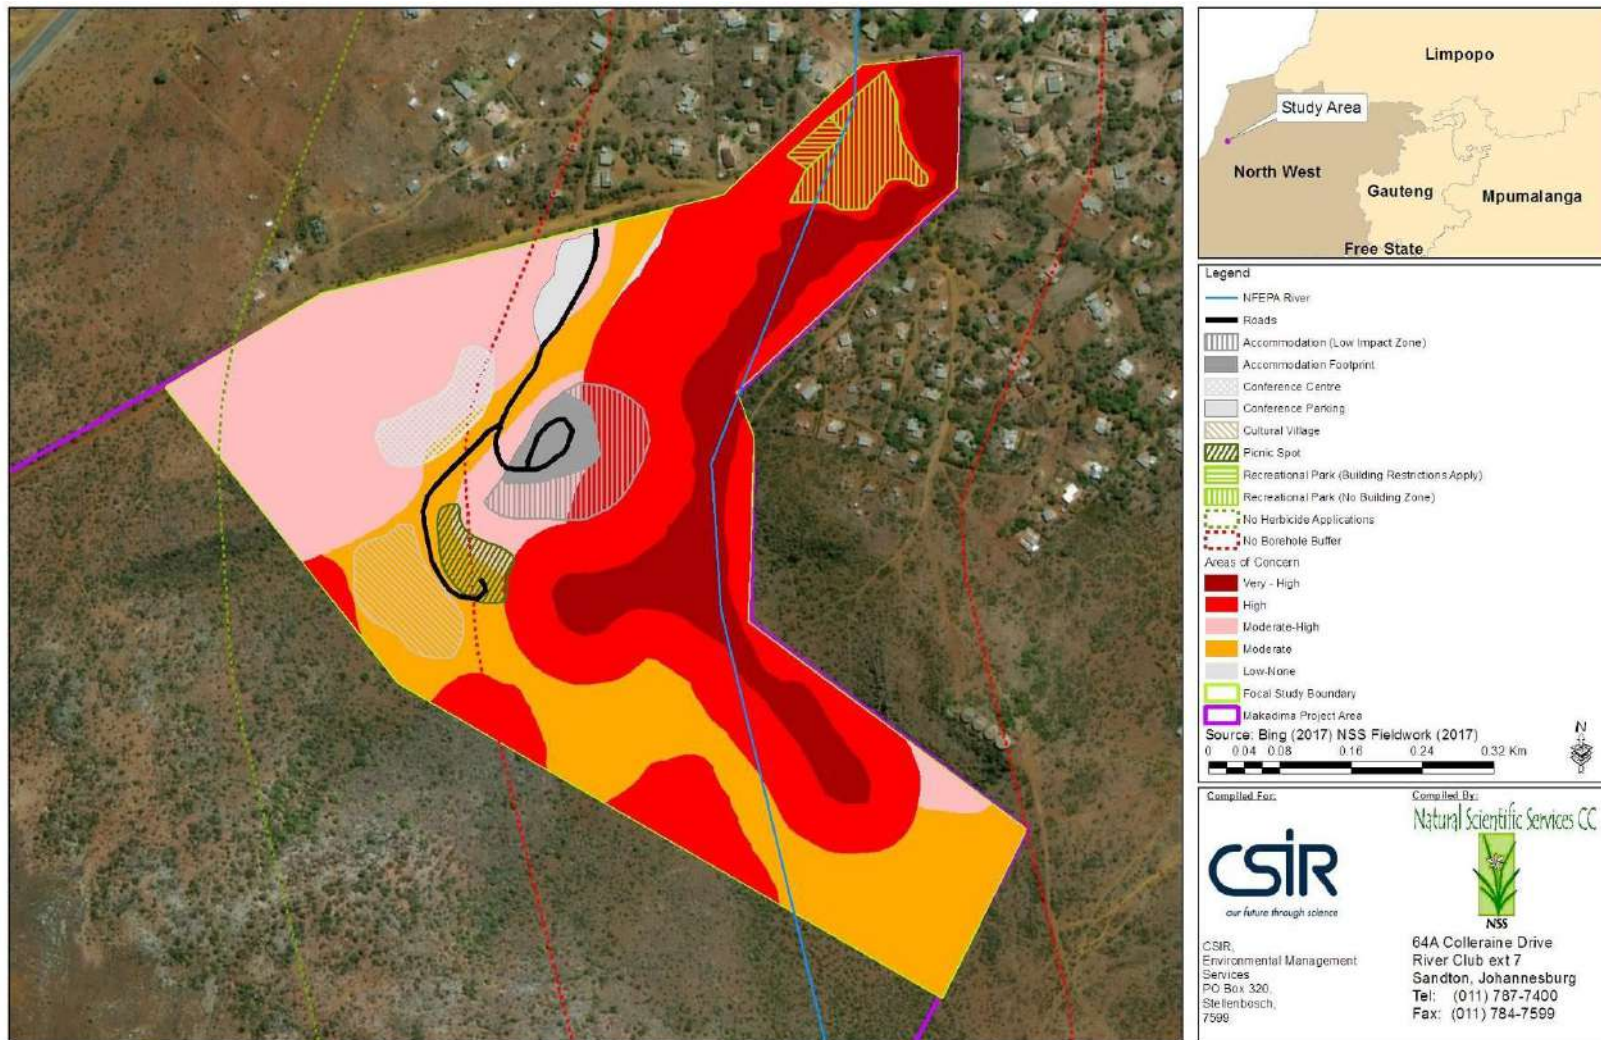 Limpopo
Study Area
North West
Gauteng
Mpumalanga
Free State
Legend
NFEPA River
Roads
Accommodation (Low Impact Zone)
Accommodation Footprint
Conference Centre
Conference Parking
Cultural Village
Picnic Spot
Recreational Park (Building Restrictions Apply)
Recreational Park (No Building Zone)
No Herbicide Applications
No Borehole Buffer
Areas of Concern
Very - High
High
Moderate-High
Moderate
Low-None
Focal Study Boundary
Makadima Project Area
Source: Bing (2017) NSS Fieldwork (2017)
N
0 0.04 0.08 0.16 0.24 0.32 Km
Compiled For:
CSIR
our future through science
CSIR,
Environmental Management
Services
PO Box 320,
Stellenbosch,
7599
Compiled By:
Natural Scientific Services CC
NSS
64A Colleraine Drive
River Club ext 7
Sandton, Johannesburg
Tel: (011) 787-7400
Fax: (011) 784-7599